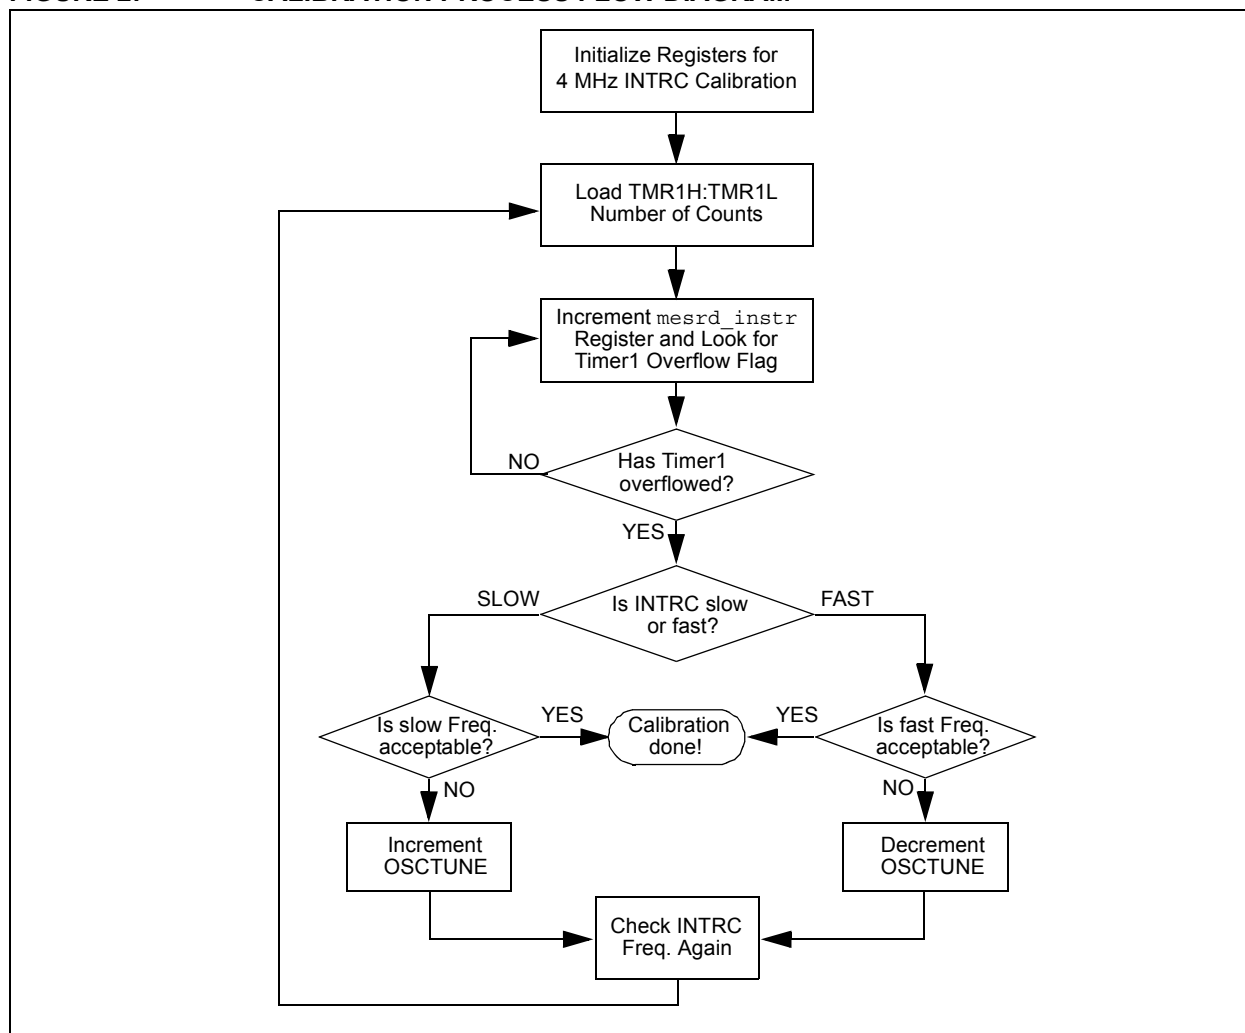 Initialize Registers for
4 MHz INTRC Calibration
Load TMR1H:TMR1L
Number of Counts
Increment mesrd_instr
Register and Look for
Timer1 Overflow Flag
NO
Has Timer1
overflowed?
YES
SLOW
Is INTRC slow
or fast?
FAST
Is slow Freq.
acceptable?
YES
Calibration
done!
YES
Is fast Freq.
acceptable?
NO
NO
Increment
OSCTUNE
Decrement
OSCTUNE
Check INTRC
Freq. Again